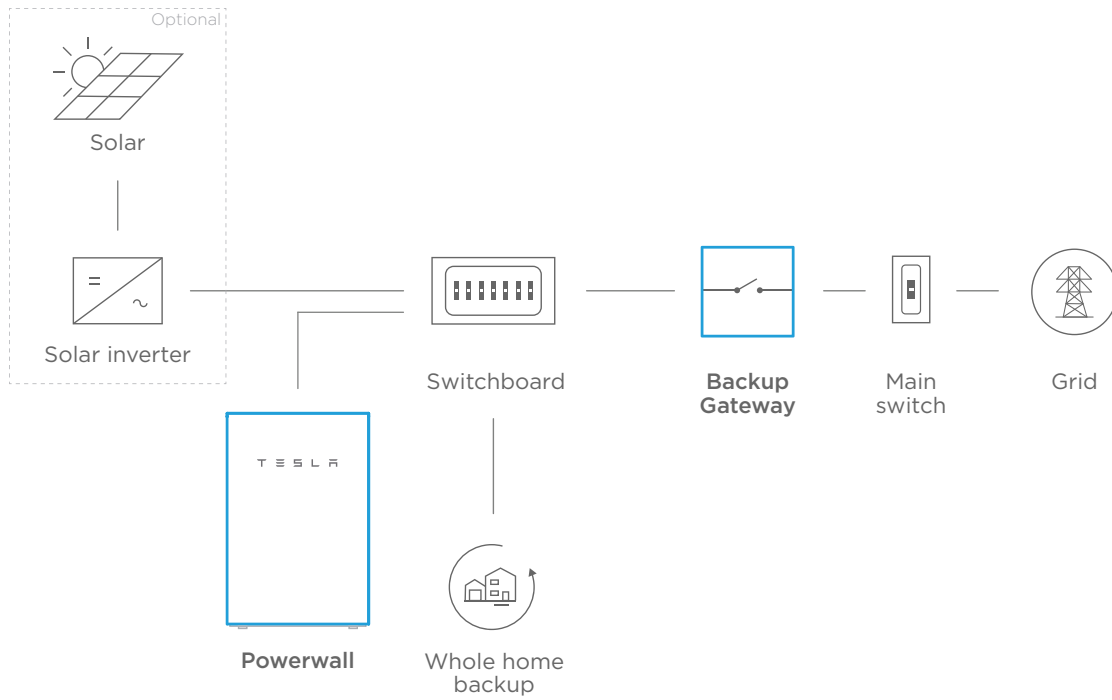 Optional
Solar
Solar inverter
Switchboard
Backup
Gateway
Main
switch
Grid
TESLA
Powerwall
Whole home
backup